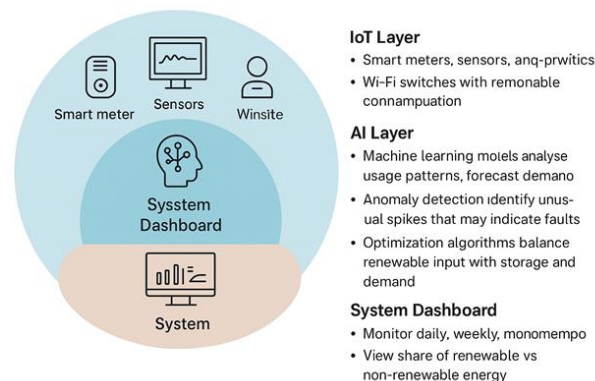 Smart meter
Sensors
Winsite
Sysstem
Dashboard
System
IoT Layer
• Smart meters, sensors, anq-prwítics
• Wi-Fi switches with remonable
connampuation
AI Layer
• Machine learning moɩels analyse
usage patterns, forecast demano
• Anomaly detection ıdentify unus-
ual spikes that may indicate faults
• Optimization algorithms balance
renewable input with storage and
demand
System Dashboard
• Monitor daily, weekly, monomempo
• View share of renewable vs
non-renewable energy